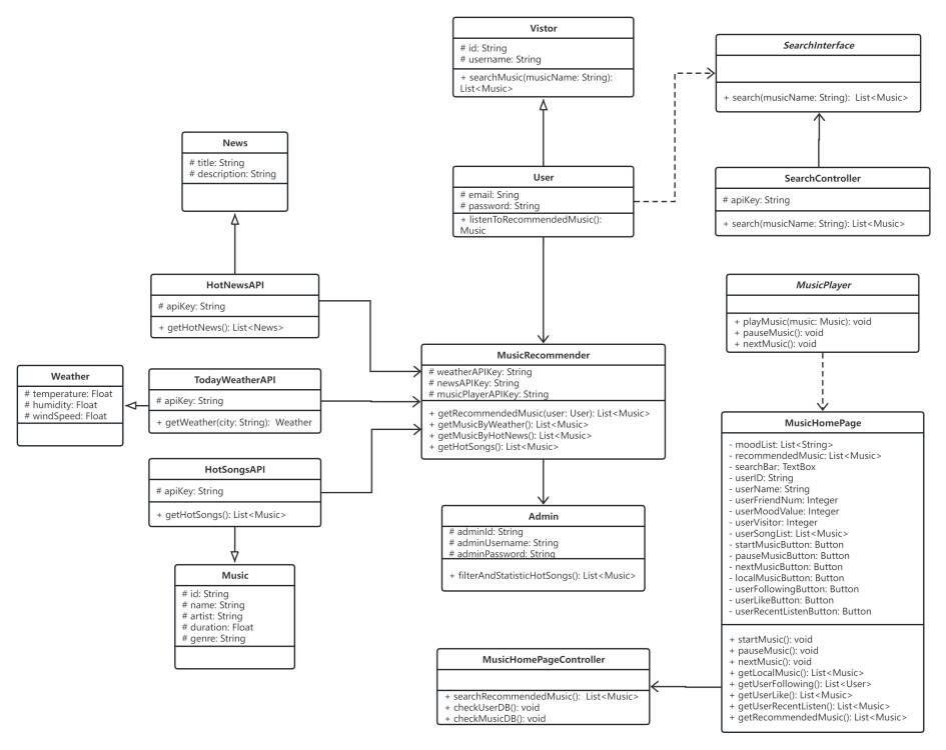 Vistor
# id: String
# username: String
+ searchMusic(musicName: String):
List<Music>
SearchInterface
+ search(musicName: String): List<Music>
News
# title: String
# description: String
User
# email: Sring
# password: String
+ listenToRecommendedMusic():
Music
SearchController
# apiKey: String
+ search(musicName: String): List<Music>
HotNewsAPI
# apiKey: String
+ getHotNews(): List<News>
MusicPlayer
+ playMusic(music: Music): void
+ pauseMusic(): void
+ nextMusic(): void
Weather
# temperature: Float
# humidity: Float
# windSpeed: Float
TodayWeatherAPI
# apiKey: String
+ getWeather(city: String): Weather
MusicRecommender
# weatherAPIKey: String
# newsAPIKey: String
# musicPlayerAPIKey: String
+ getRecommendedMusic(user: User): List<Music>
+ getMusicByWeather(): List<Music>
+ getMusicByHotNews(): List<Music>
+ getHotSongs(): List<Music>
HotSongsAPI
# apiKey: String
+ getHotSongs(): List<Music>
Music
# id: String
# name: String
# artist: String
# duration: Float
# genre: String
Admin
# adminId: String
# adminUsername: String
# adminPassword: String
+ filterAndStatisticHotSongs(): List<Music>
MusicHomePage
- moodList: List<String>
- recommendedMusic: List<Music>
- searchBar: TextBox
- userID: String
- userName: String
- userFriendNum: Integer
- userMoodValue: Integer
- userVisitor: Integer
- userSongList: List<Music>
- startMusicButton: Button
- pauseMusicButton: Button
- nextMusicButton: Button
- localMusicButton: Button
- userFollowingButton: Button
- userLikeButton: Button
- userRecentListenButton: Button
+ startMusic(): void
+ pauseMusic(): void
+ nextMusic(): void
+ getLocalMusic(): List<Music>
+ getUserFollowing(): List<User>
+ getUserLike(): List<Music>
+ getUserRecentListen(): List<Music>
+ getRecommendedMusic(): List<Music>
MusicHomePageController
+ searchRecommendedMusic(): List<Music>
+ checkUserDB(): void
+ checkMusicDB(): void